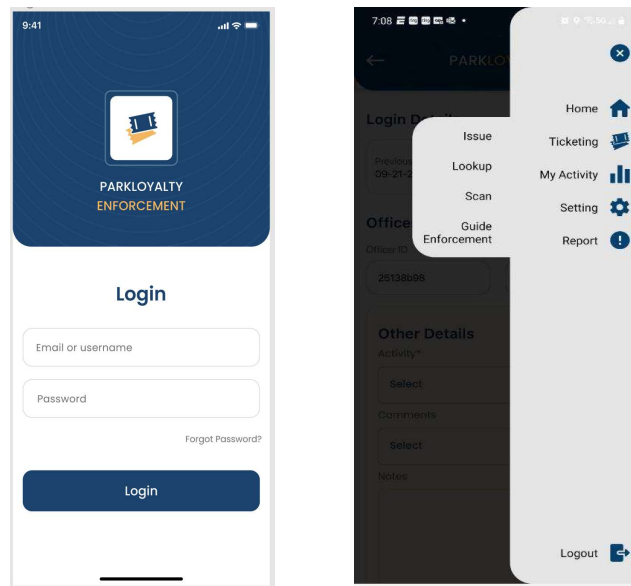 9:41
PARKLOYALTY
ENFORCEMENT
Login
Email or username
Password
Forgot Password?
Login
7:08
PARKLO
Login D
Previous
09-21-2
Office
Officer ID
25138b96
Other Details
Activity*
Select
Comments
Select
Notes
Issue
Lookup
Scan
Guide
Enforcement
Home
Ticketing
My Activity
Setting
Report
Logout